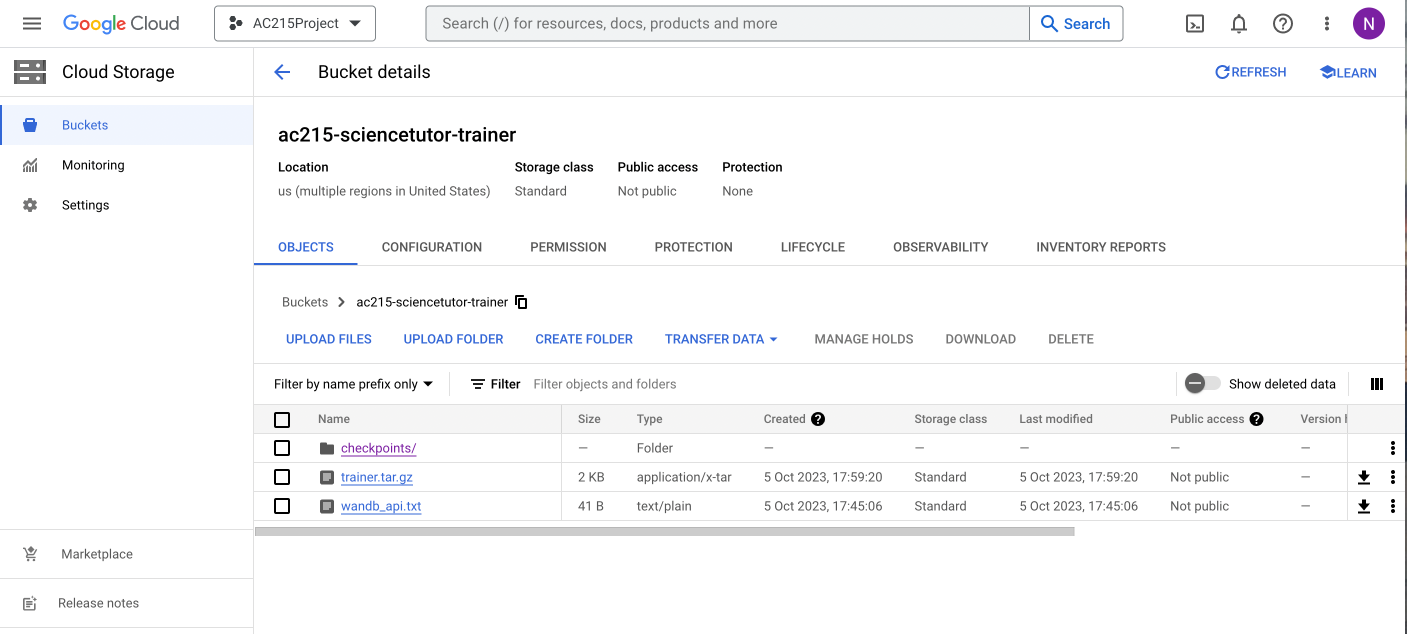 Google Cloud AC215Project Search (/) for resources, docs, products and more Search N
Cloud Storage Bucket details REFRESH LEARN
Buckets
Monitoring
Settings
ac215-sciencetutor-trainer
Location Storage class Public access Protection
us (multiple regions in United States) Standard Not public None
OBJECTS CONFIGURATION PERMISSION PROTECTION LIFECYCLE OBSERVABILITY INVENTORY REPORTS
Buckets > ac215-sciencetutor-trainer
UPLOAD FILES UPLOAD FOLDER CREATE FOLDER TRANSFER DATA MANAGE HOLDS DOWNLOAD DELETE
Filter by name prefix only Filter Filter objects and folders Show deleted data
Name Size Type Created Storage class Last modified Public access Version
checkpoints/ — Folder — — — — —
trainer.tar.gz 2 KB application/x-tar 5 Oct 2023, 17:59:20 Standard 5 Oct 2023, 17:59:20 Not public —
wandb_api.txt 41 B text/plain 5 Oct 2023, 17:45:06 Standard 5 Oct 2023, 17:45:06 Not public —
Marketplace
Release notes